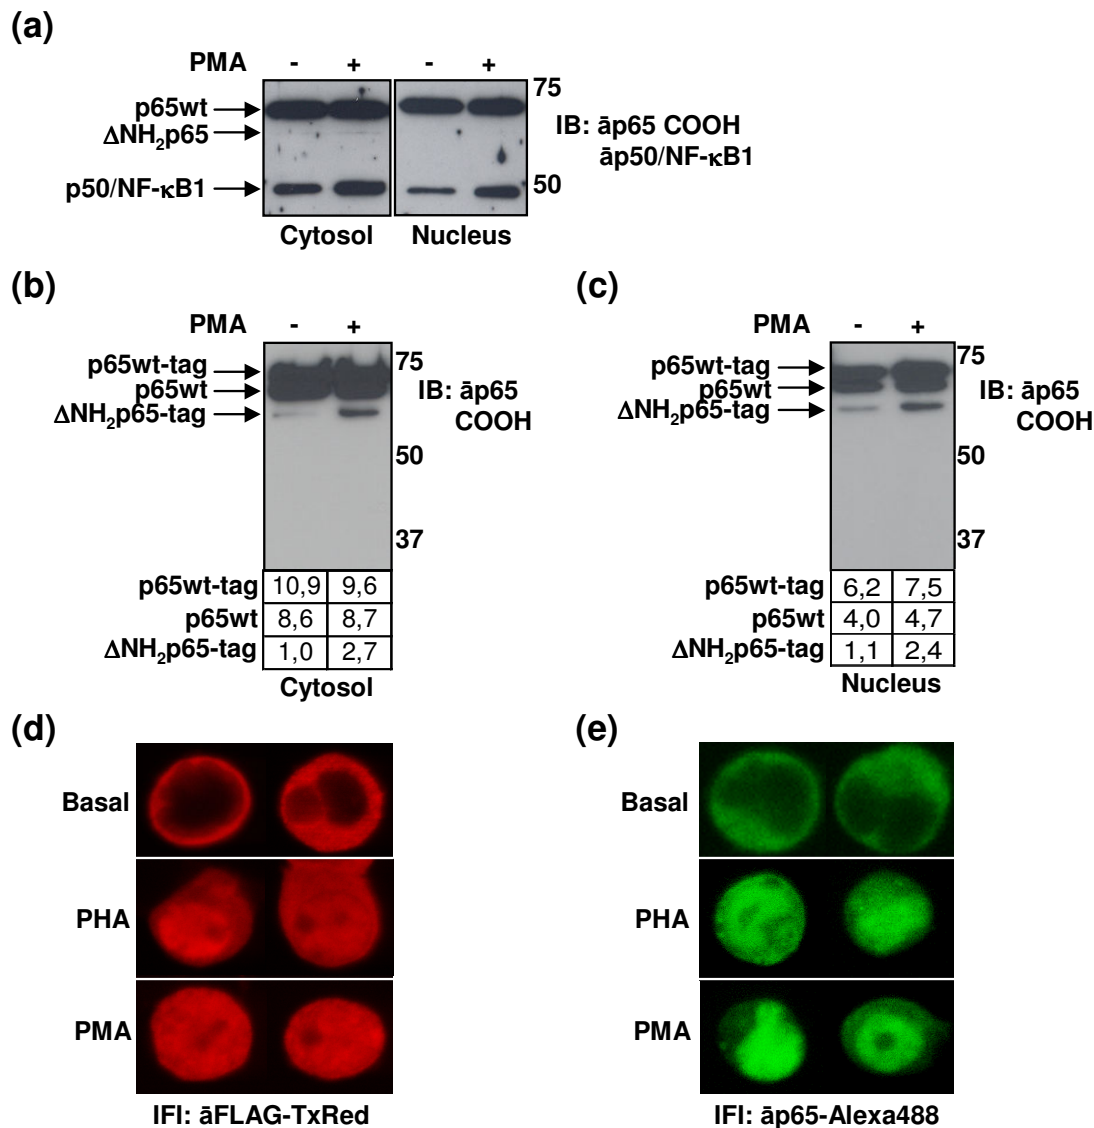 (a)
PMA - + - +
p65wt
ΔNH₂p65
p50/NF-κB1
75
50
IB: āp65 COOH
āp50/NF-κB1
Cytosol Nucleus
(b)
PMA - +
p65wt-tag
p65wt
ΔNH₂p65-tag
75
50
37
IB: āp65
COOH
p65wt-tag 10,9 9,6
p65wt 8,6 8,7
ΔNH₂p65-tag 1,0 2,7
Cytosol
(c)
PMA - +
p65wt-tag
p65wt
ΔNH₂p65-tag
75
50
37
IB: āp65
COOH
p65wt-tag 6,2 7,5
p65wt 4,0 4,7
ΔNH₂p65-tag 1,1 2,4
Nucleus
(d)
Basal
PHA
PMA
IFI: āFLAG-TxRed
(e)
Basal
PHA
PMA
IFI: āp65-Alexa488